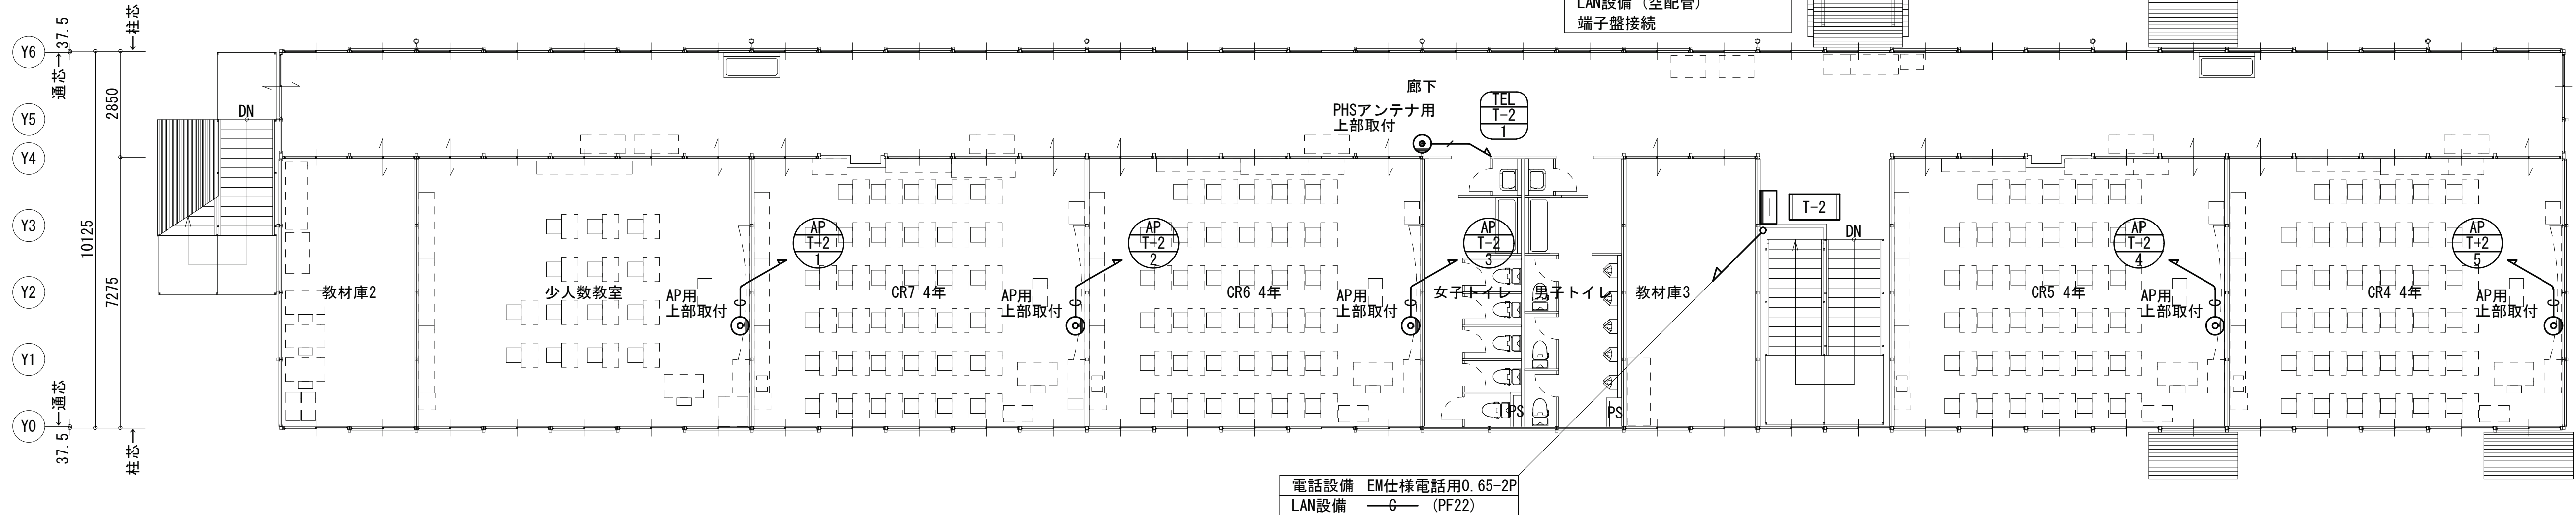 LAN設備（空配管）
端子盤接続
Y6
Y5
Y4
Y3
Y2
Y1
Y0
37.5
柱芯
通芯
2850
10125
7275
通芯
37.5
柱芯
DN
廊下
PHSアンテナ用
上部取付
TEL
T-2
1
教材庫2
少人数教室
AP用
上部取付
AP
T-2
1
CR7 4年
AP用
上部取付
AP
T-2
2
CR6 4年
AP用
上部取付
AP
T-2
3
女子トイレ
男子トイレ
PS
PS
教材庫3
T-2
DN
CR5 4年
AP
T-2
4
AP用
上部取付
CR4 4年
AP
T-2
5
AP用
上部取付
電話設備 EM仕様電話用0.65-2P
LAN設備 G (PF22)